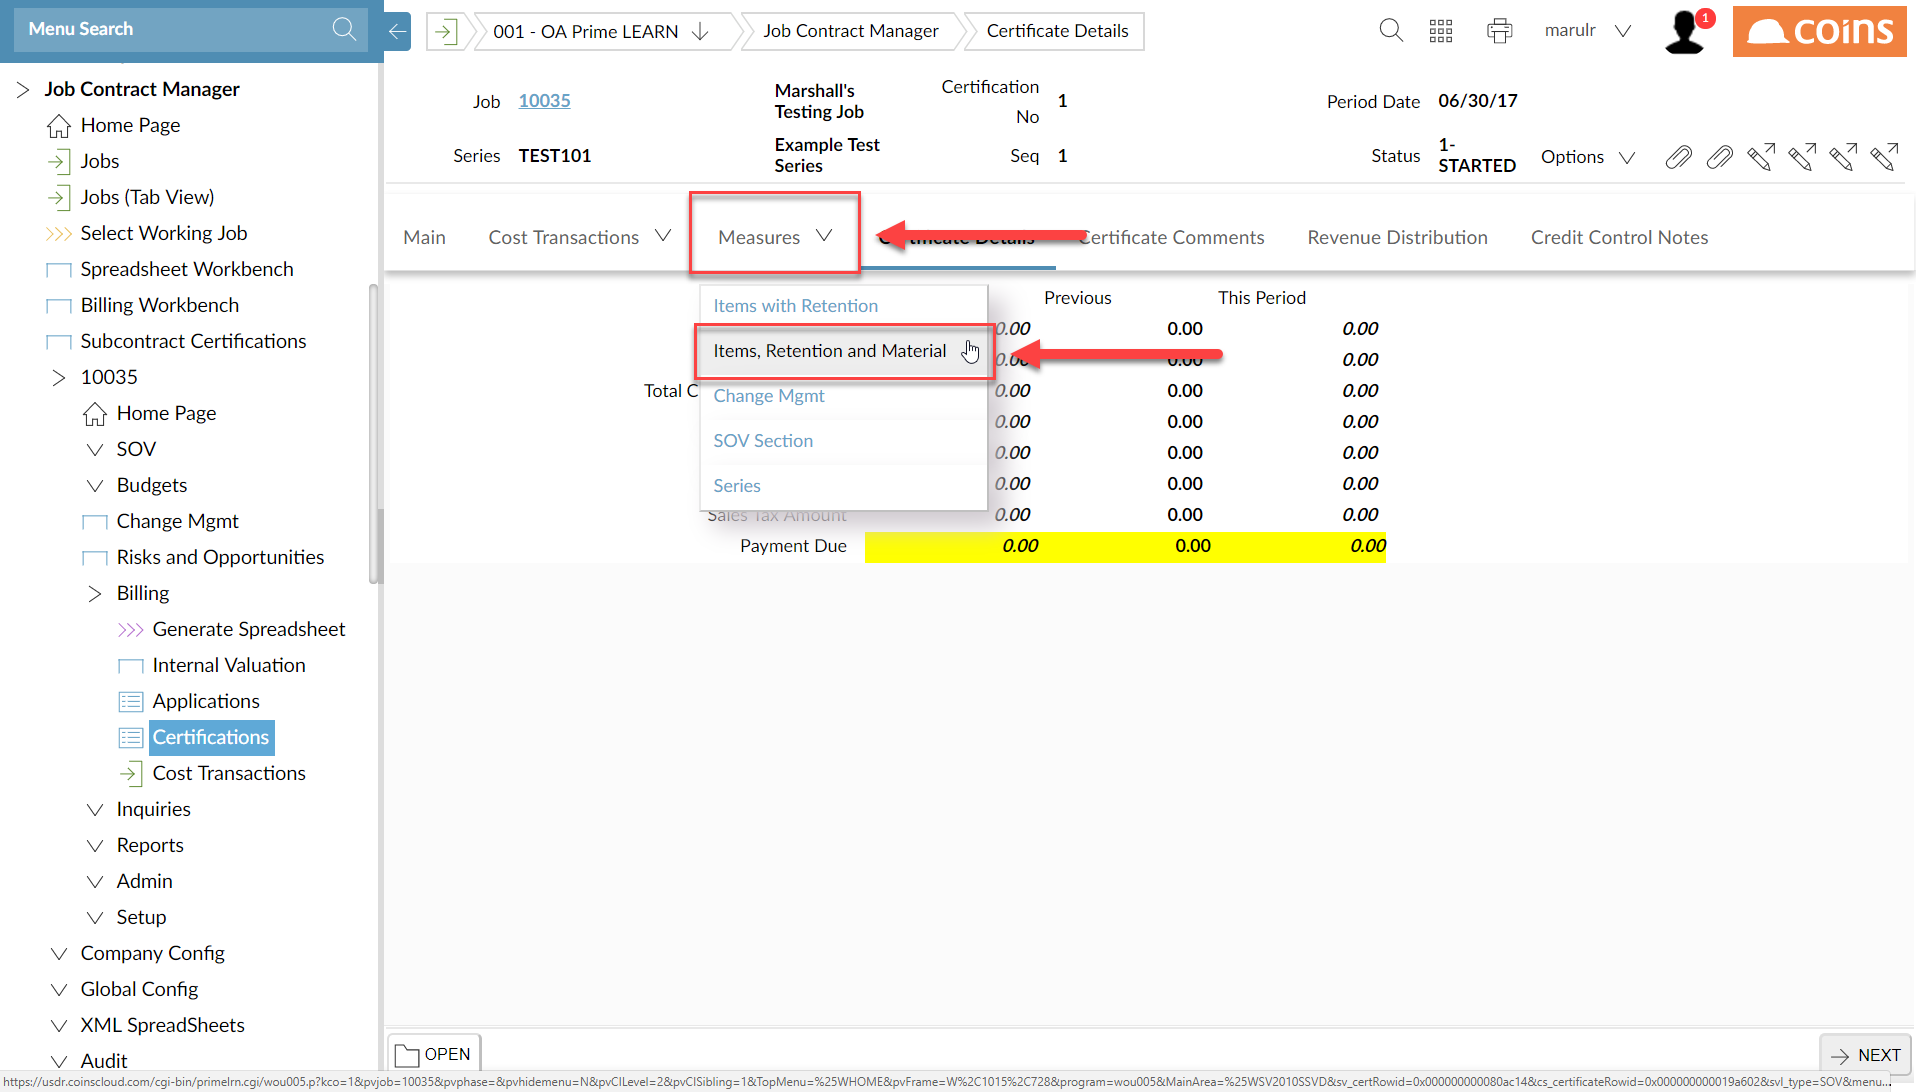 Menu Search
001 - OA Prime LEARN
Job Contract Manager
Certificate Details
marulr
1
coins
Job Contract Manager
Home Page
Jobs
Jobs (Tab View)
Select Working Job
Spreadsheet Workbench
Billing Workbench
Subcontract Certifications
10035
Home Page
SOV
Budgets
Change Mgmt
Risks and Opportunities
Billing
Generate Spreadsheet
Internal Valuation
Applications
Certifications
Cost Transactions
Inquiries
Reports
Admin
Setup
Company Config
Global Config
XML SpreadSheets
Audit
Job 10035 Marshall's Testing Job Certification No 1 Period Date 06/30/17
Series TEST101 Example Test Series Seq 1 Status 1-STARTED Options
Main Cost Transactions Measures Certificate Details Certificate Comments Revenue Distribution Credit Control Notes
Items with Retention
Items, Retention and Material
Change Mgmt
SOV Section
Series
Previous This Period
0.00 0.00 0.00
0.00 0.00 0.00
Total C 0.00 0.00 0.00
0.00 0.00 0.00
0.00 0.00 0.00
0.00 0.00 0.00
Sales Tax Amount 0.00 0.00 0.00
Payment Due 0.00 0.00 0.00
OPEN
NEXT
https://usdr.coinscloud.com/cgi-bin/primelrn.cgi/wou005.p?kco=1&pvjob=10035&pvphase=&pvhidemenu=N&pvCILevel=2&pvCISibling=1&TopMenu=%25WHOME&pvFrame=W%2C1015%2C728&program=wou005&MainArea=%25WSV2010SSVD&sv_certRowid=0x000000000080ac14&cs_certificateRowid=0x000000000019a602&svl_type=SOV&menu...